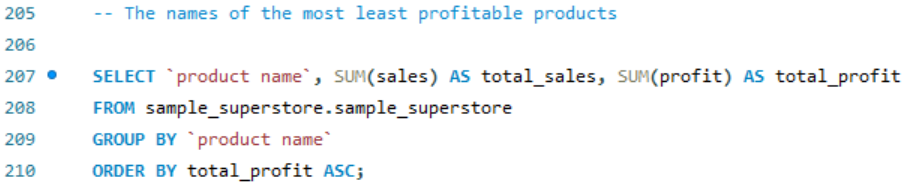 205 -- The names of the most least profitable products
206
207 SELECT `product name`, SUM(sales) AS total_sales, SUM(profit) AS total_profit
208 FROM sample_superstore.sample_superstore
209 GROUP BY `product name`
210 ORDER BY total_profit ASC;